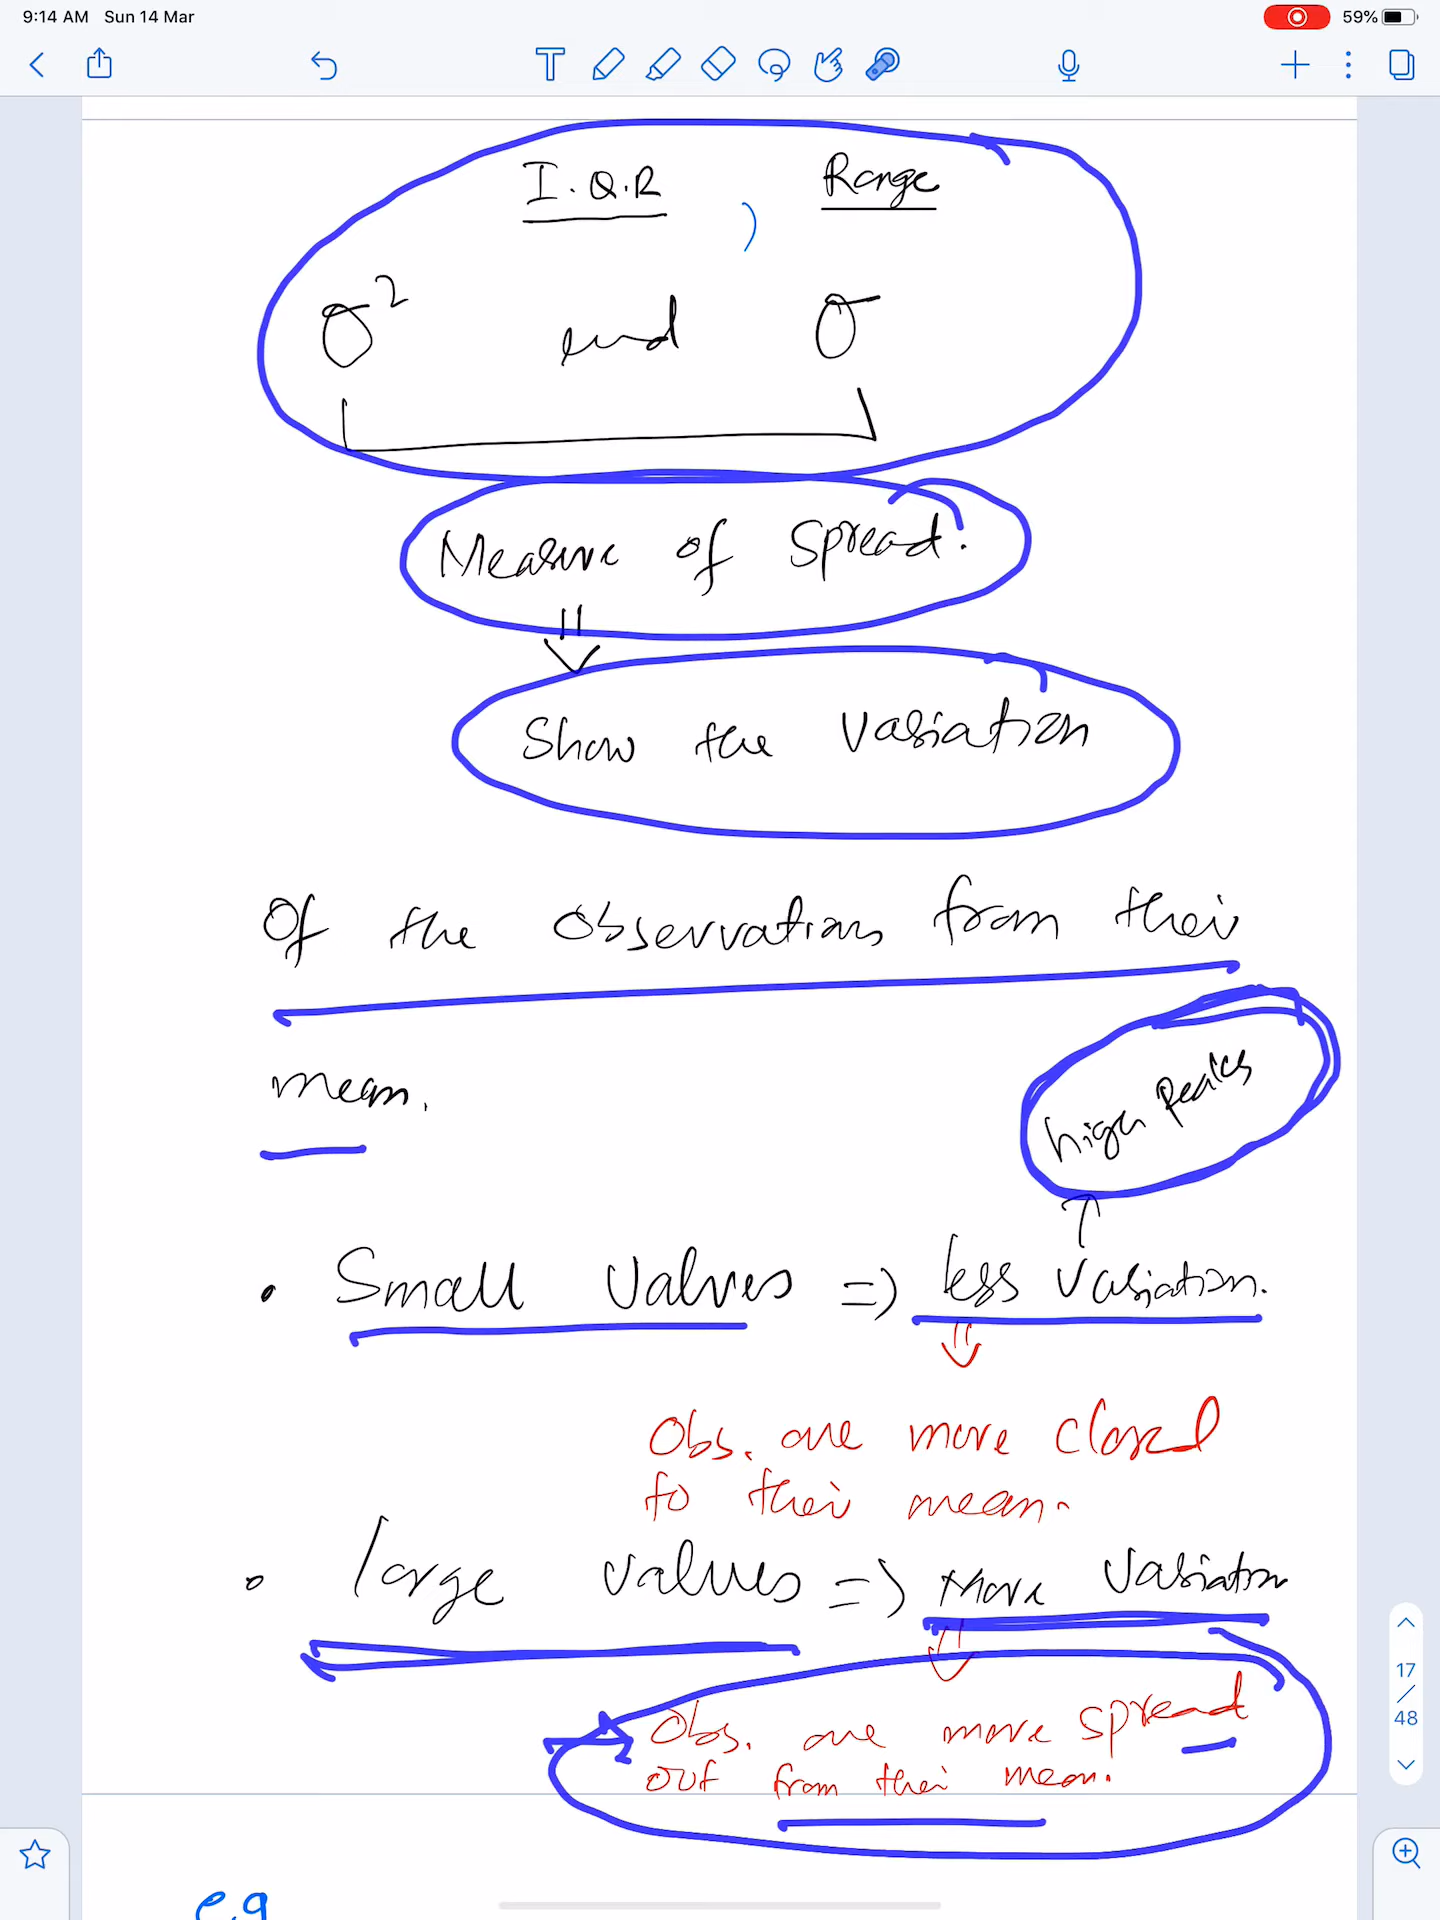 9:14 AM Sun 14 Mar 59%
I.Q.R , Range
σ² and σ
Measure of Spread.
Show the variation
Of the observations from their
mean.
high peaks
• Small values => less variation.
Obs. are more closed
to their mean.
• large values => More variation
Obs. are more spread
out from their mean.
17
/
48
e.g